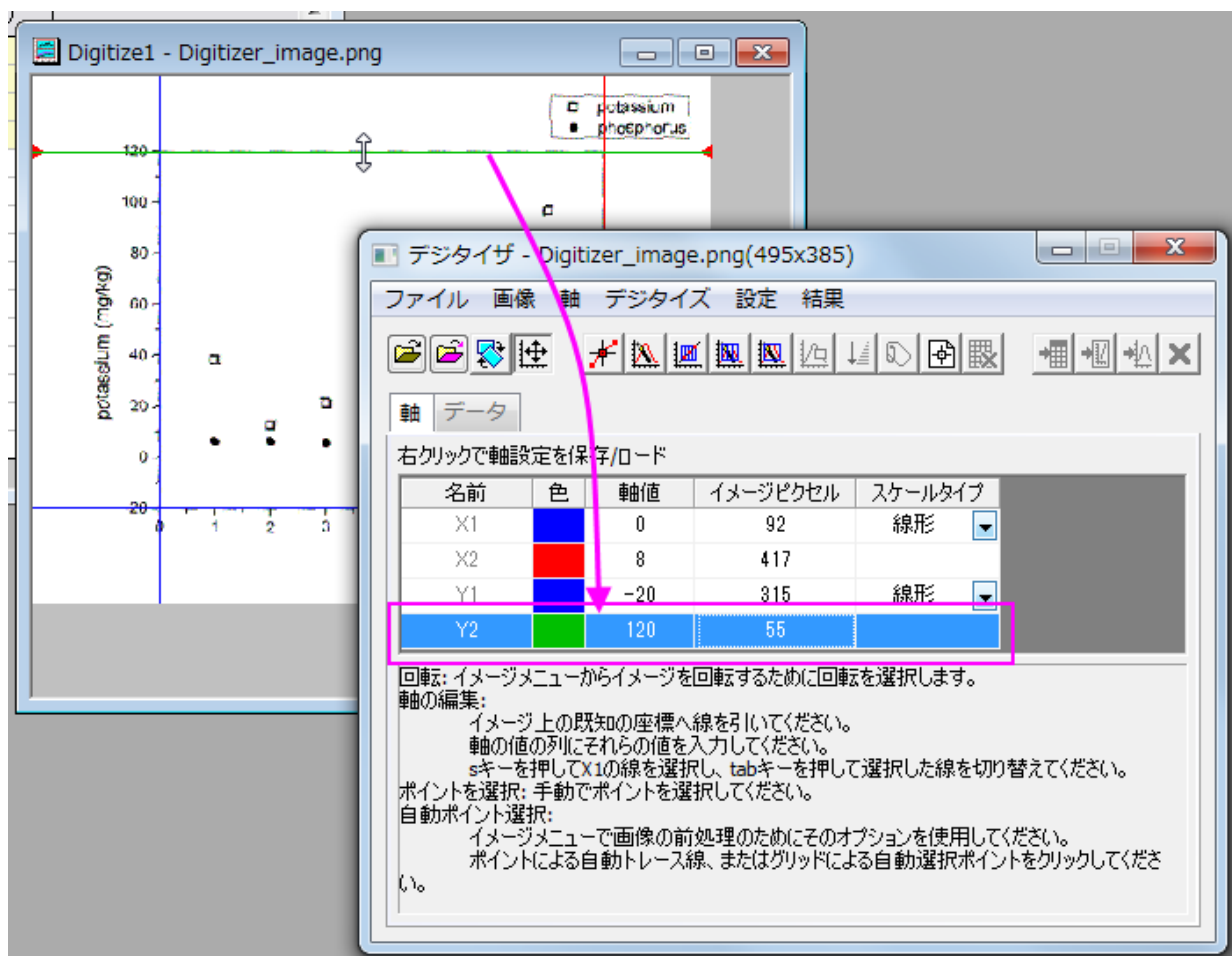 Digitize1 - Digitizer_image.png
potassium
phosphorus
120
100
80
60
40
20
0
-20
potassium (mg/kg)
0 1 2 3
デジタイザ - Digitizer_image.png(495x385)
ファイル 画像 軸 デジタイズ 設定 結果
軸 データ
右クリックで軸設定を保存/ロード
名前 色 軸値 イメージピクセル スケールタイプ
X1 0 92 線形
X2 8 417
Y1 -20 315 線形
Y2 120 55
回転: イメージメニューからイメージを回転するために回転を選択します。
軸の編集:
イメージ上の既知の座標へ線を引いてください。
軸の値の列にそれらの値を入力してください。
sキーを押してX1の線を選択し、tabキーを押して選択した線を切り替えてください。
ポイントを選択: 手動でポイントを選択してください。
自動ポイント選択:
イメージメニューで画像の前処理のためにそのオプションを使用してください。
ポイントによる自動トレース線、またはグリッドによる自動選択ポイントをクリックしてくださ
い。